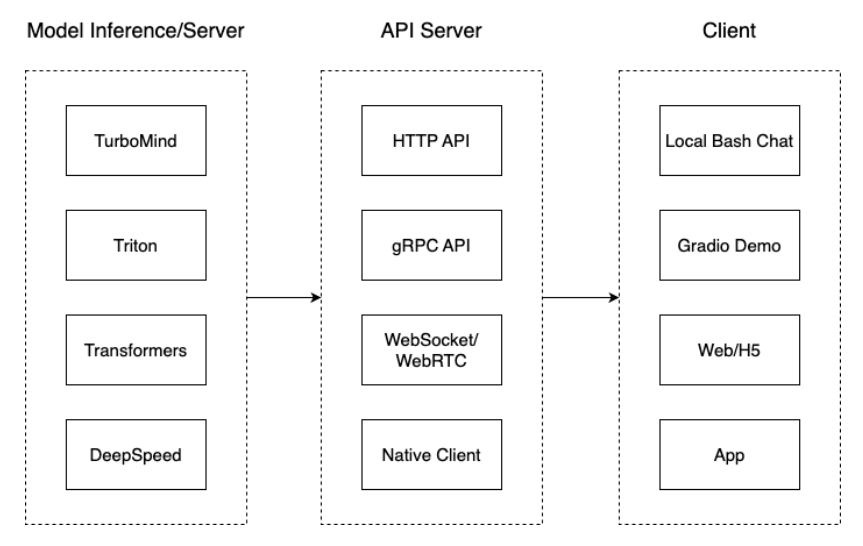 Model Inference/Server
API Server
Client
TurboMind
HTTP API
Local Bash Chat
Triton
gRPC API
Gradio Demo
Transformers
WebSocket/
WebRTC
Web/H5
DeepSpeed
Native Client
App